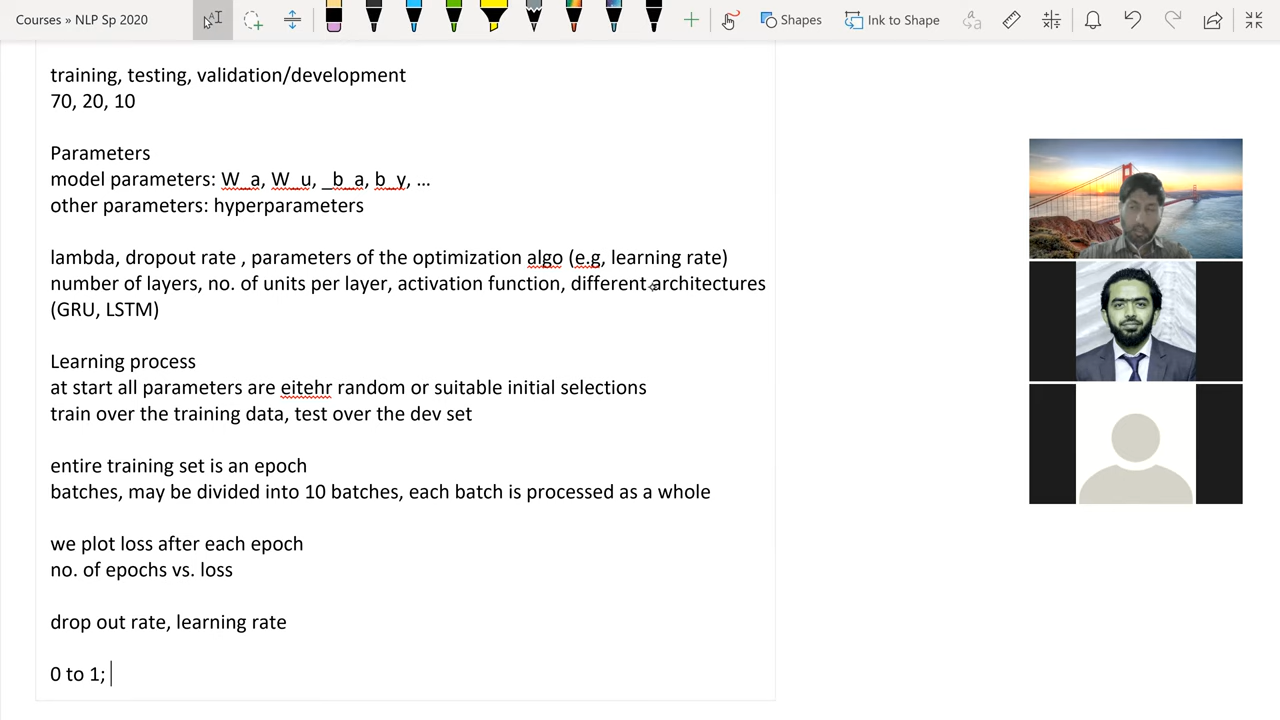 Courses » NLP Sp 2020
Shapes
Ink to Shape
training, testing, validation/development
70, 20, 10
Parameters
model parameters: W_a, W_u, _b_a, b_y, ...
other parameters: hyperparameters
lambda, dropout rate , parameters of the optimization algo (e.g, learning rate)
number of layers, no. of units per layer, activation function, different architectures
(GRU, LSTM)
Learning process
at start all parameters are eitehr random or suitable initial selections
train over the training data, test over the dev set
entire training set is an epoch
batches, may be divided into 10 batches, each batch is processed as a whole
we plot loss after each epoch
no. of epochs vs. loss
drop out rate, learning rate
0 to 1;